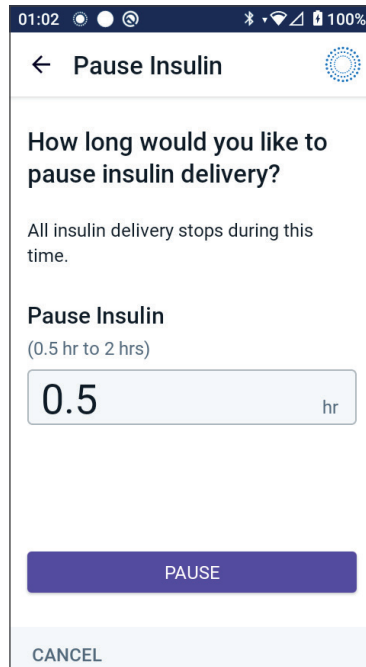 01:02 100%
Pause Insulin
How long would you like to
pause insulin delivery?
All insulin delivery stops during this
time.
Pause Insulin
(0.5 hr to 2 hrs)
0.5 hr
PAUSE
CANCEL